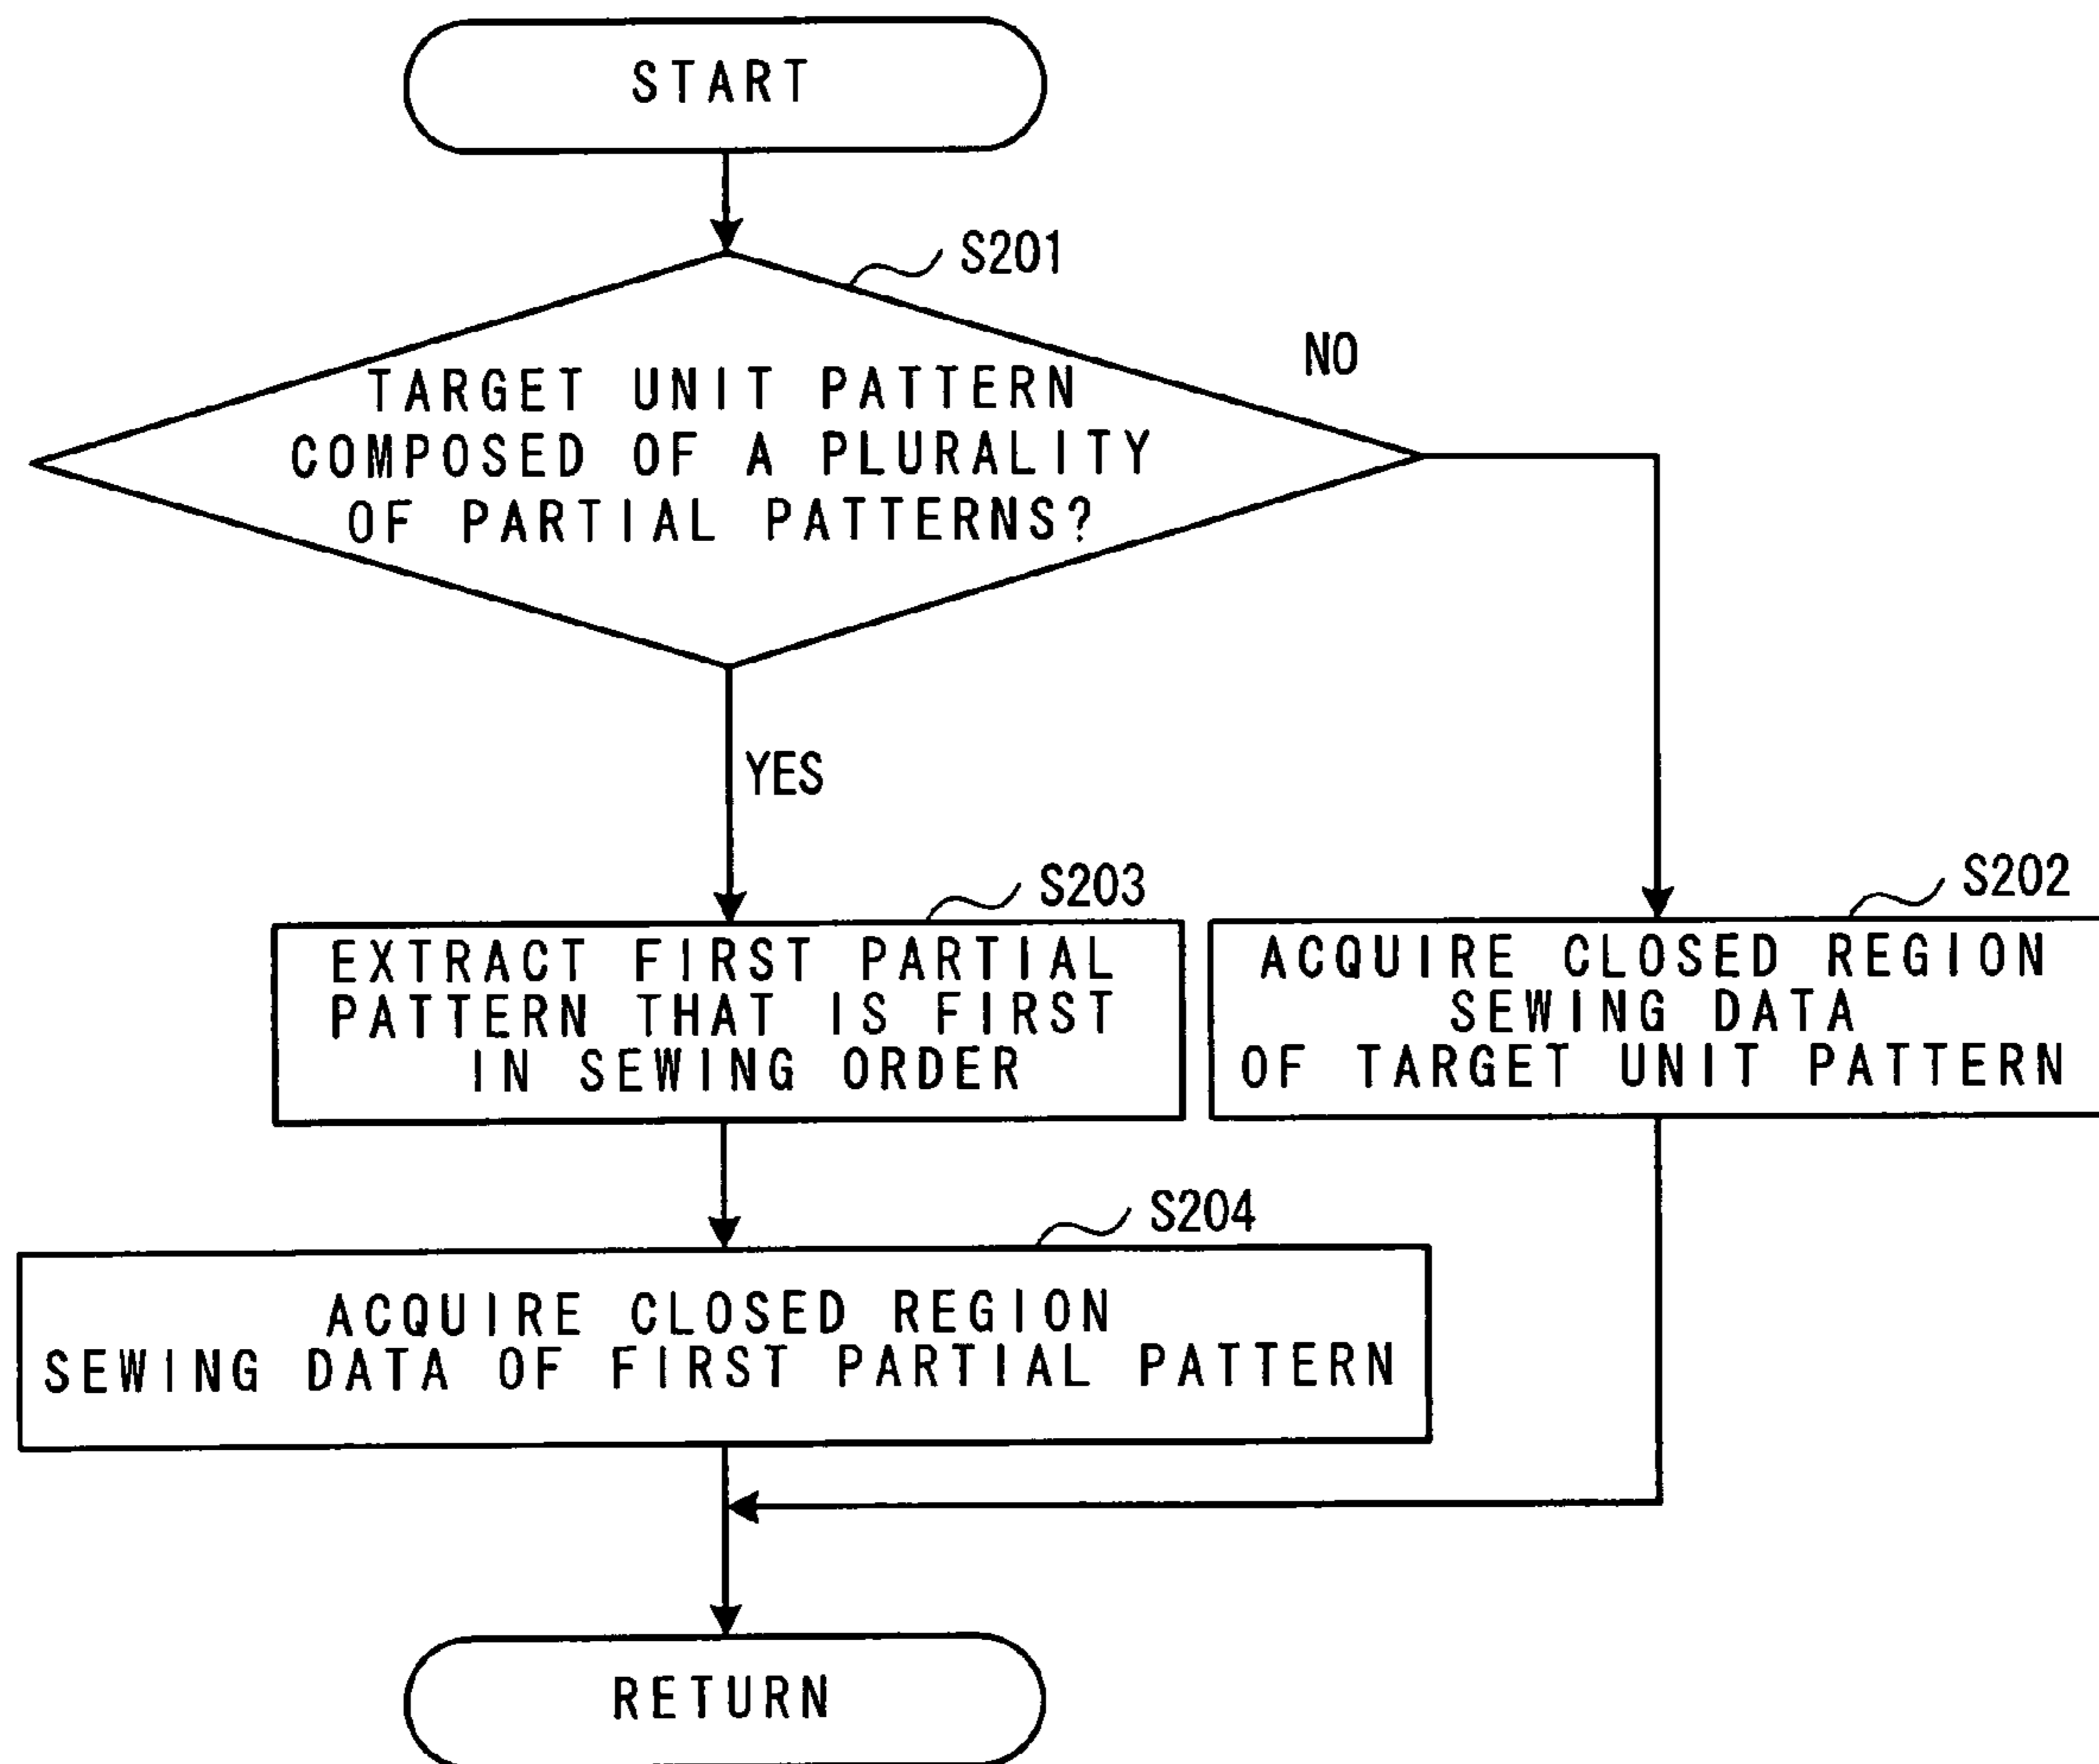 START
S201
NO
TARGET UNIT PATTERN
COMPOSED OF A PLURALITY
OF PARTIAL PATTERNS?
YES
S203
S202
EXTRACT FIRST PARTIAL
PATTERN THAT IS FIRST
IN SEWING ORDER
ACQUIRE CLOSED REGION
SEWING DATA
OF TARGET UNIT PATTERN
S204
ACQUIRE CLOSED REGION
SEWING DATA OF FIRST PARTIAL PATTERN
RETURN